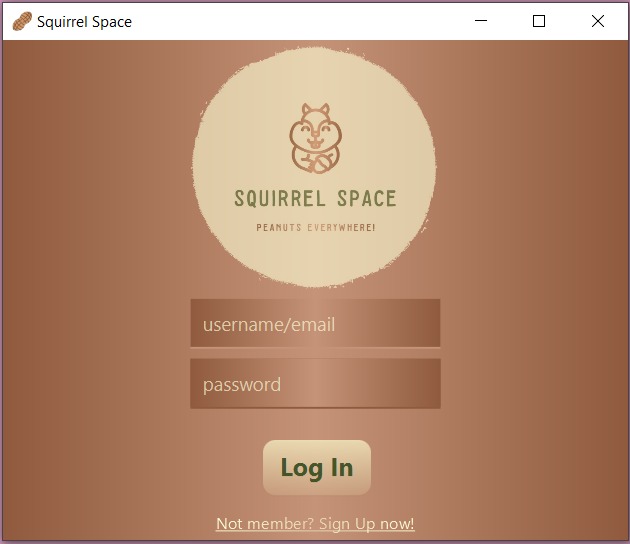 Squirrel Space
SQUIRREL SPACE
PEANUTS EVERYWHERE!
username/email
password
Log In
Not member? Sign Up now!